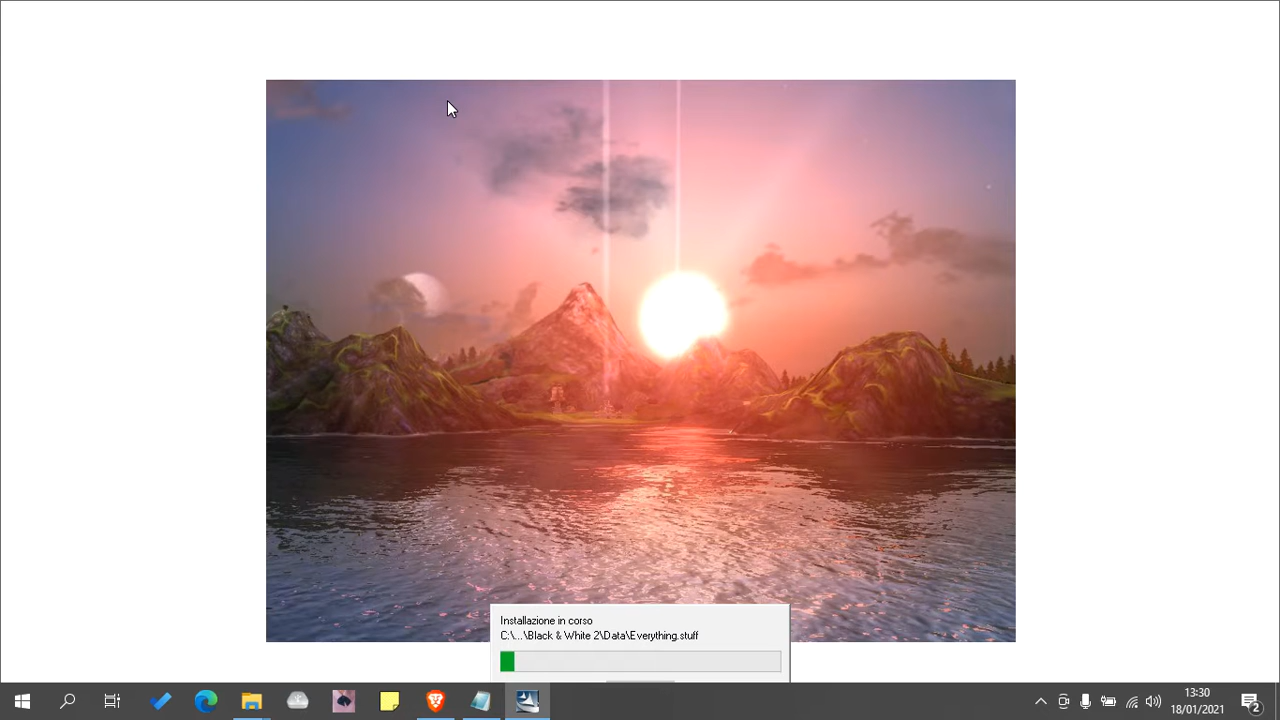 Installazione in corso
C:\...\Black & White 2\Data\Everything.stuff
13:30
18/01/2021
2